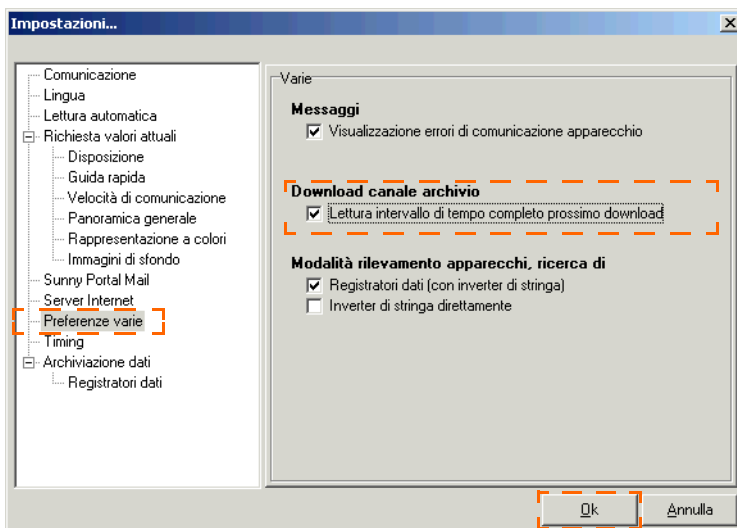 Impostazioni...
Comunicazione
Lingua
Lettura automatica
Richiesta valori attuali
Disposizione
Guida rapida
Velocità di comunicazione
Panoramica generale
Rappresentazione a colori
Immagini di sfondo
Sunny Portal Mail
Server Internet
Preferenze varie
Timing
Archiviazione dati
Registratori dati
Varie
Messaggi
Visualizzazione errori di comunicazione apparecchio
Download canale archivio
Lettura intervallo di tempo completo prossimo download
Modalità rilevamento apparecchi, ricerca di
Registratori dati (con inverter di stringa)
Inverter di stringa direttamente
Ok
Annulla